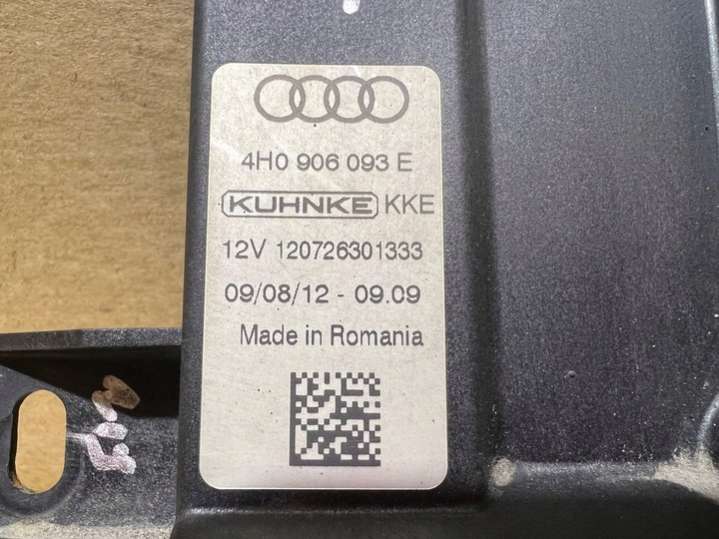 4H0 906 093 E
KUHNKE KKE
12V 120726301333
09/08/12 - 09.09
Made in Romania